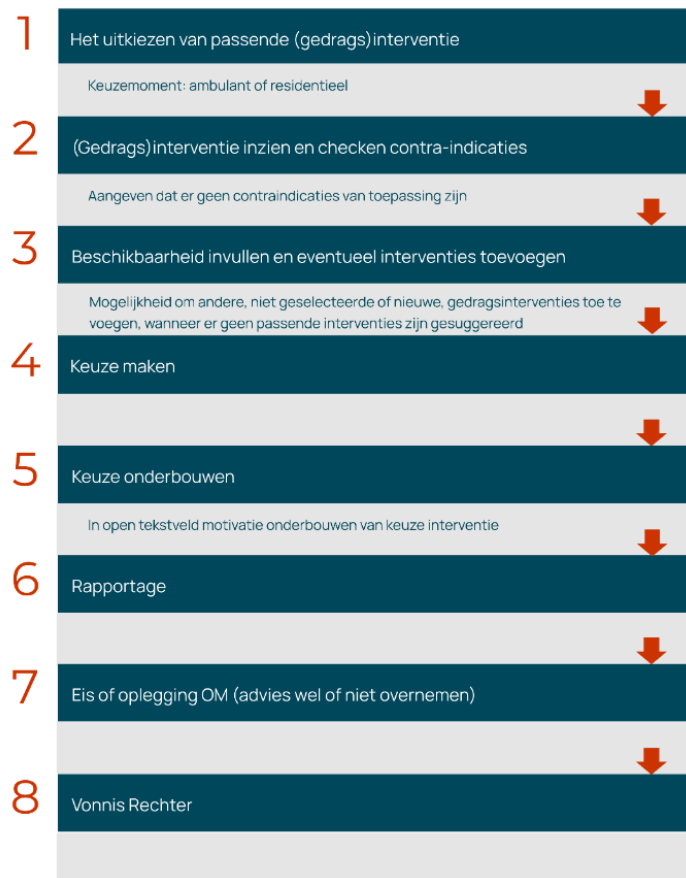 1
Het uitkiezen van passende (gedrags)interventie
Keuzemoment: ambulant of residentieel
2
(Gedrags)interventie inzien en checken contra-indicaties
Aangeven dat er geen contraindicaties van toepassing zijn
3
Beschikbaarheid invullen en eventueel interventies toevoegen
Mogelijkheid om andere, niet geselecteerde of nieuwe, gedragsinterventies toe te
voegen, wanneer er geen passende interventies zijn gesuggereerd
4
Keuze maken
5
Keuze onderbouwen
In open tekstveld motivatie onderbouwen van keuze interventie
6
Rapportage
7
Eis of oplegging OM (advies wel of niet overnemen)
8
Vonnis Rechter